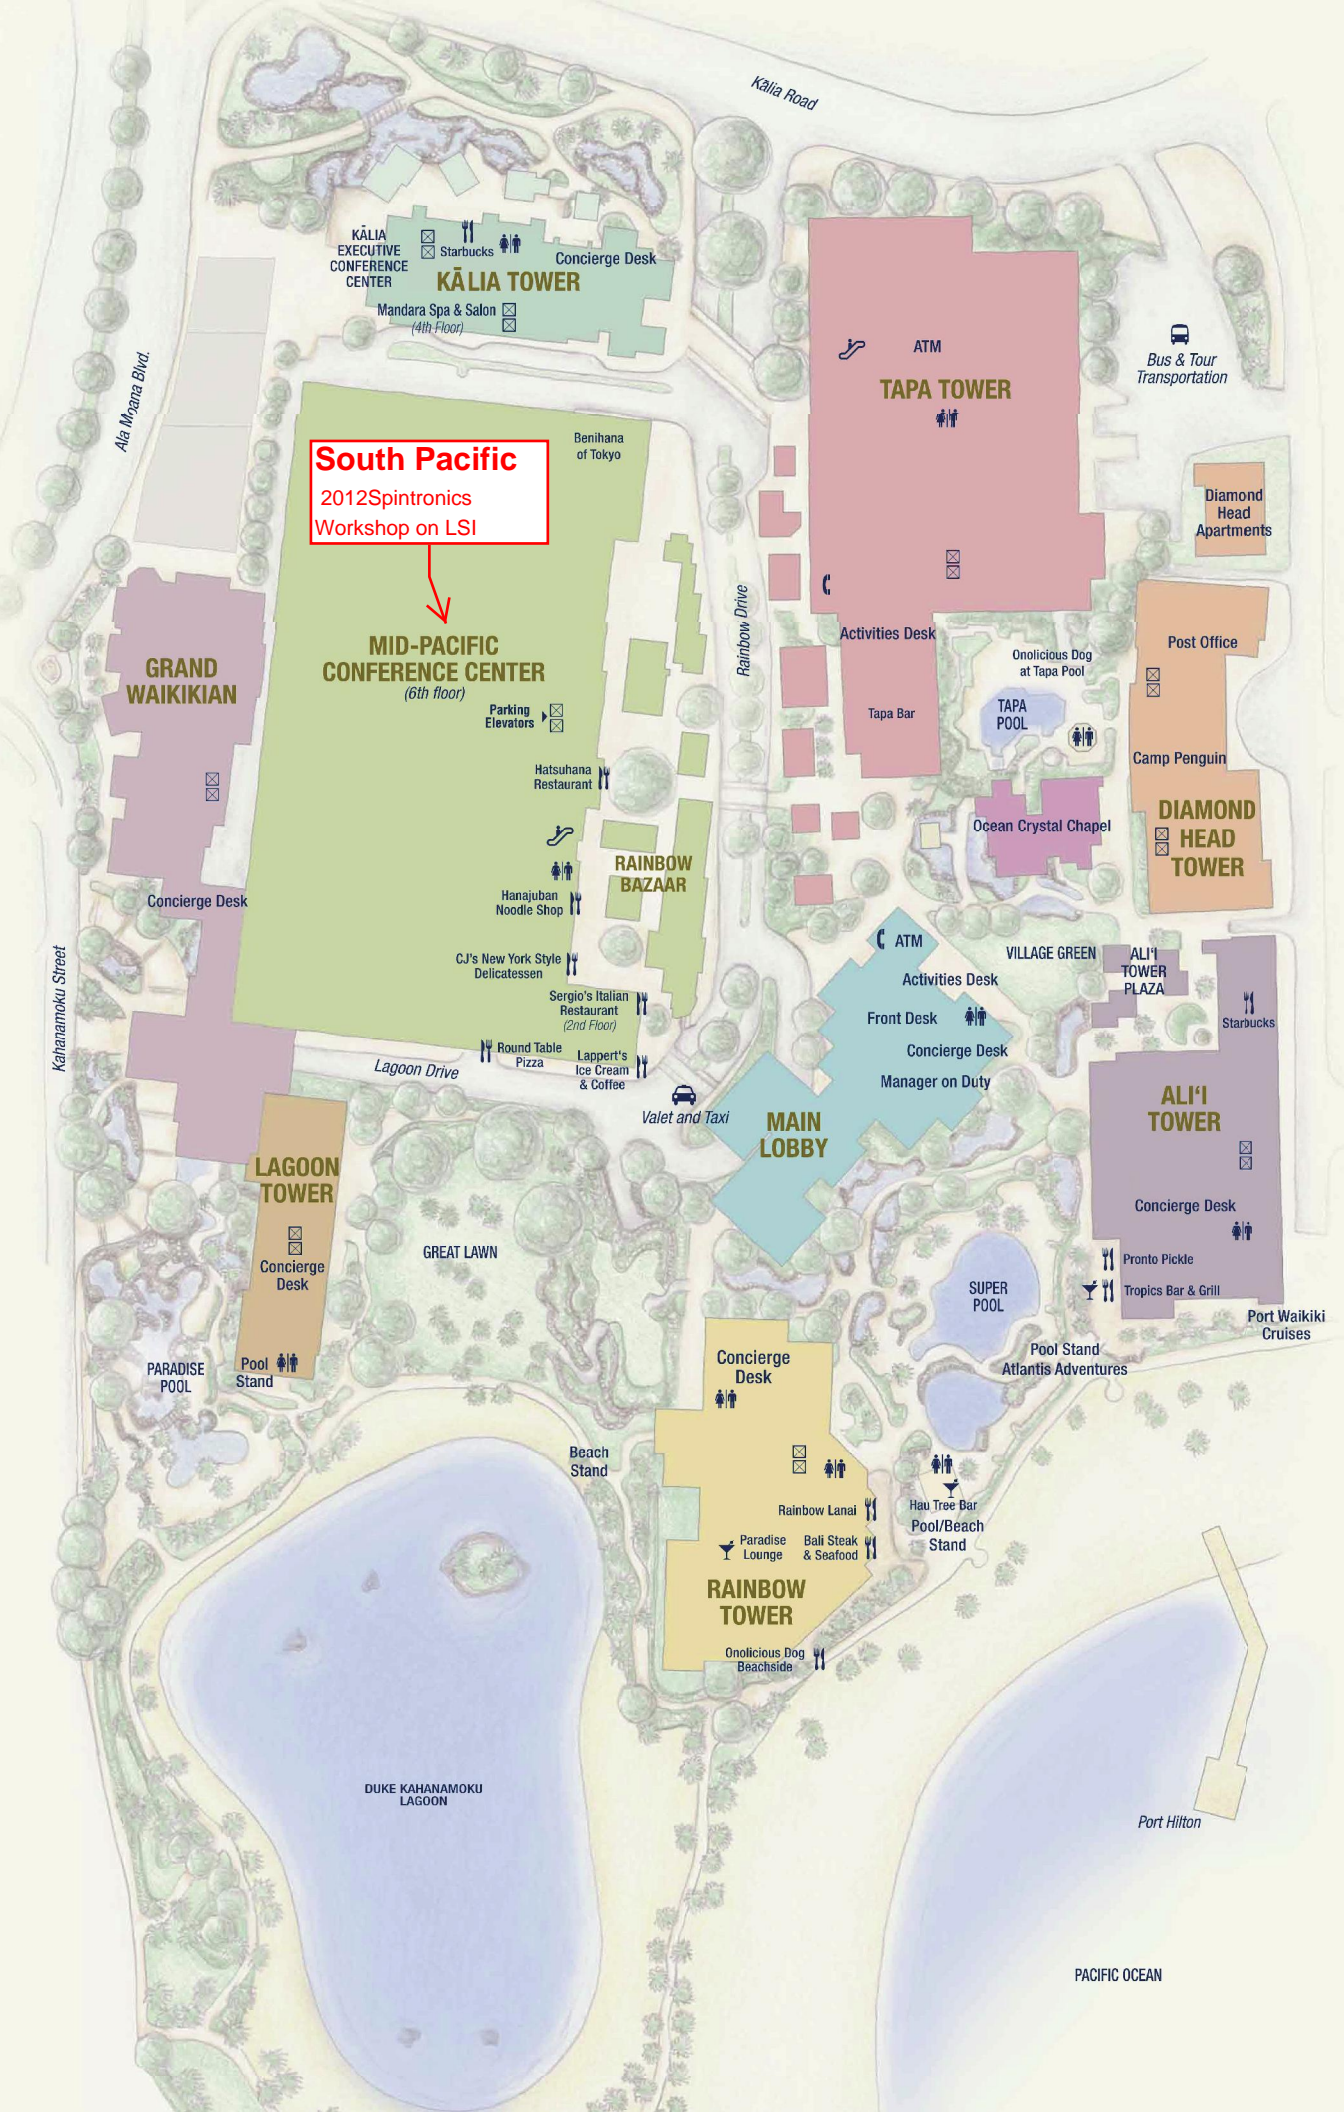 Kālia Road
KĀLIA
EXECUTIVE
CONFERENCE
CENTER
Starbucks
Concierge Desk
KĀLIA TOWER
Mandara Spa & Salon
(4th Floor)
Ala Moana Blvd.
ATM
TAPA TOWER
Bus & Tour
Transportation
Benihana
of Tokyo
South Pacific
2012Spintronics
Workshop on LSI
Diamond
Head
Apartments
MID-PACIFIC
CONFERENCE CENTER
(6th floor)
Parking
Elevators
GRAND
WAIKIKIAN
Rainbow Drive
Activities Desk
Tapa Bar
Onolicious Dog
at Tapa Pool
TAPA
POOL
Post Office
Camp Penguin
DIAMOND
HEAD
TOWER
Ocean Crystal Chapel
Hatsuhana
Restaurant
RAINBOW
BAZAAR
Hanajuban
Noodle Shop
Concierge Desk
Kahanamoku Street
CJ's New York Style
Delicatessen
Sergio's Italian
Restaurant
(2nd Floor)
Round Table
Pizza
Lappert's
Ice Cream
& Coffee
Lagoon Drive
Valet and Taxi
ATM
Activities Desk
Front Desk
Concierge Desk
Manager on Duty
MAIN
LOBBY
VILLAGE GREEN
ALI‘I
TOWER
PLAZA
Starbucks
ALI‘I
TOWER
Concierge Desk
Pronto Pickle
Tropics Bar & Grill
Port Waikiki
Cruises
LAGOON
TOWER
Concierge
Desk
GREAT LAWN
SUPER
POOL
Pool Stand
Atlantis Adventures
PARADISE
POOL
Pool
Stand
Concierge
Desk
Beach
Stand
Rainbow Lanai
Paradise
Lounge
Bali Steak
& Seafood
Hau Tree Bar
Pool/Beach
Stand
RAINBOW
TOWER
Onolicious Dog
Beachside
DUKE KAHANAMOKU
LAGOON
Port Hilton
PACIFIC OCEAN